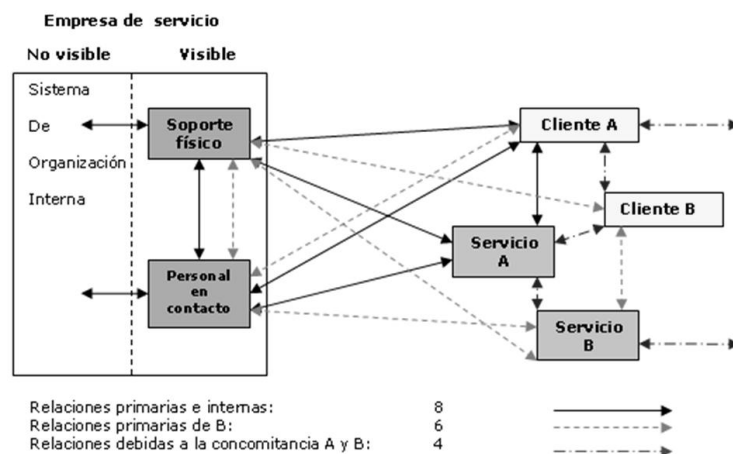 Empresa de servicio
No visible
Visible
Sistema
De
Organización
Interna
Soporte
físico
Personal
en
contacto
Cliente A
Cliente B
Servicio
A
Servicio
B
Relaciones primarias e internas: 8
Relaciones primarias de B: 6
Relaciones debidas a la concomitancia A y B: 4